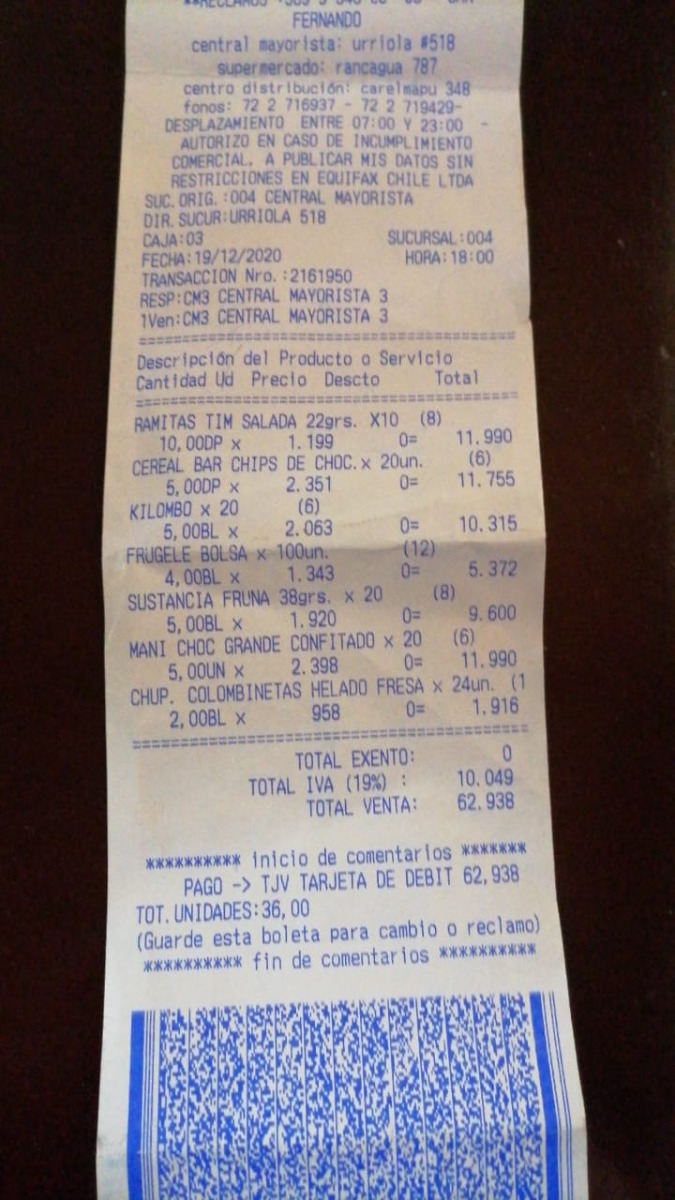 FERNANDO
central mayorista: urriola #518
supermercado: rancagua 787
centro distribución: carelmapu 348
fonos: 72 2 716937 - 72 2 719429-
DESPLAZAMIENTO ENTRE 07:00 Y 23:00 -
AUTORIZO EN CASO DE INCUMPLIMIENTO
COMERCIAL. A PUBLICAR MIS DATOS SIN
RESTRICCIONES EN EQUIFAX CHILE LTDA
SUC. ORIG. :004 CENTRAL MAYORISTA
DIR. SUCUR:URRIOLA 518
CAJA:03 SUCURSAL:004
FECHA:19/12/2020 HORA:18:00
TRANSACCION Nro. :2161950
RESP:CM3 CENTRAL MAYORISTA 3
1Ven:CM3 CENTRAL MAYORISTA 3
Descripción del Producto o Servicio
Cantidad Ud Precio Descto Total
RAMITAS TIM SALADA 22grs. X10 (8)
10,00DP x 1.199 0= 11.990
CEREAL BAR CHIPS DE CHOC. x 20un. (6)
5,00DP x 2.351 0= 11.755
KILOMBO x 20 (6)
5,00BL x 2.063 0= 10.315
FRUGELE BOLSA x 100un. (12)
4,00BL x 1.343 0= 5.372
SUSTANCIA FRUNA 38grs. x 20 (8)
5,00BL x 1.920 0= 9.600
MANI CHOC GRANDE CONFITADO x 20 (6)
5,00UN x 2.398 0= 11.990
CHUP. COLOMBINETAS HELADO FRESA x 24un. (1
2,00BL x 958 0= 1.916
TOTAL EXENTO: 0
TOTAL IVA (19%) : 10.049
TOTAL VENTA: 62.938
********** inicio de comentarios *******
PAGO -> TJV TARJETA DE DEBIT 62,938
TOT. UNIDADES:36,00
(Guarde esta boleta para cambio o reclamo)
********** fin de comentarios **********